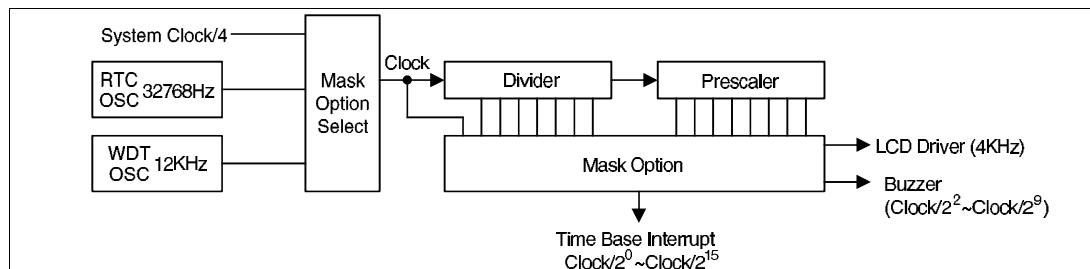 System Clock/4
RTC
OSC 32768Hz
WDT
OSC 12KHz
Mask
Option
Select
Clock
Divider
Prescaler
Mask Option
LCD Driver (4KHz)
Buzzer
(Clock/2^2~Clock/2^9)
Time Base Interrupt
Clock/2^0~Clock/2^15